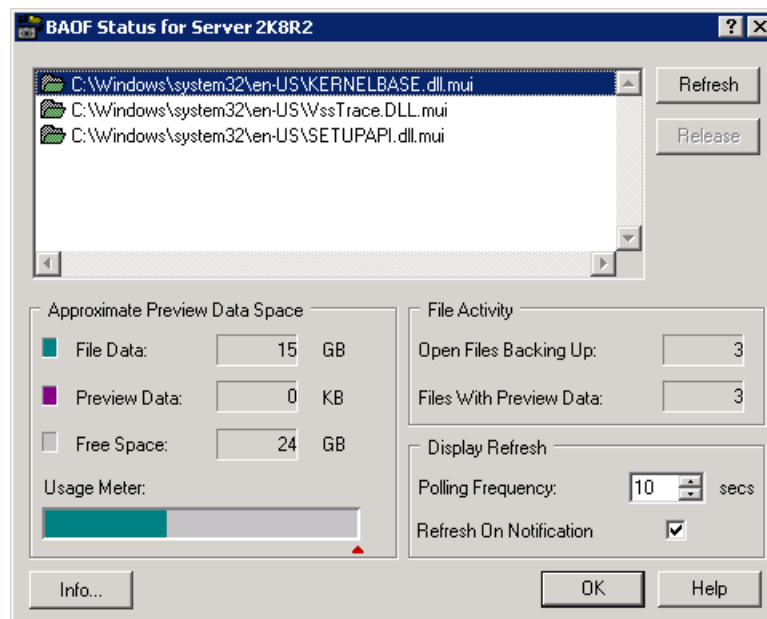 BAOF Status for Server 2K8R2
C:\Windows\system32\en-US\KERNELBASE.dll.mui
C:\Windows\system32\en-US\VssTrace.DLL.mui
C:\Windows\system32\en-US\SETUPAPI.dll.mui
Refresh
Release
Approximate Preview Data Space
File Data: 15 GB
Preview Data: 0 KB
Free Space: 24 GB
Usage Meter:
File Activity
Open Files Backing Up: 3
Files With Preview Data: 3
Display Refresh
Polling Frequency: 10 secs
Refresh On Notification
Info...
OK
Help